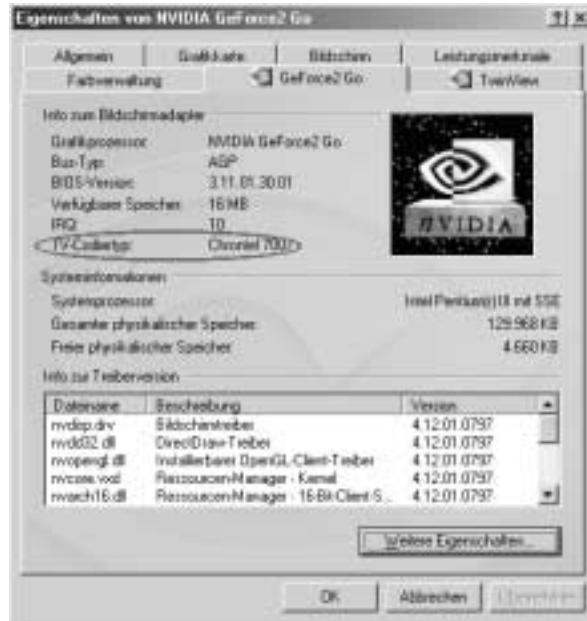 Eigenschaften von NVIDIA GeForce2 Go
Allgemein Grafikkarte Bildschirm Leistungsmerkmale
Farbverwaltung GeForce2 Go TwinView
Info zum Bildschirmadapter
Grafikprozessor: NVIDIA GeForce2 Go
Bus-Typ: AGP
BIOS-Version: 3.11.01.30.01
Verfügbarer Speicher: 16 MB
IRQ: 10
TV-Codiertyp: Chrontel 7007
nVIDIA
Systeminformationen
Systemprozessor: Intel Pentium(r) III mit SSE
Gesamter physikalischer Speicher: 129.968 KB
Freier physikalischer Speicher: 4.660 KB
Info zur Treiberversion
Dateiname Beschreibung Version
nvdisp.drv Bildschirmtreiber 4.12.01.0797
nvdd32.dll DirectDraw-Treiber 4.12.01.0797
nvopengl.dll Installierbarer OpenGL-Client-Treiber 4.12.01.0797
nvcore.vxd Ressourcen-Manager - Kernel 4.12.01.0797
nvarch16.dll Ressourcen-Manager - 16-Bit-Client-S... 4.12.01.0797
Weitere Eigenschaften...
OK Abbrechen Übernehmen